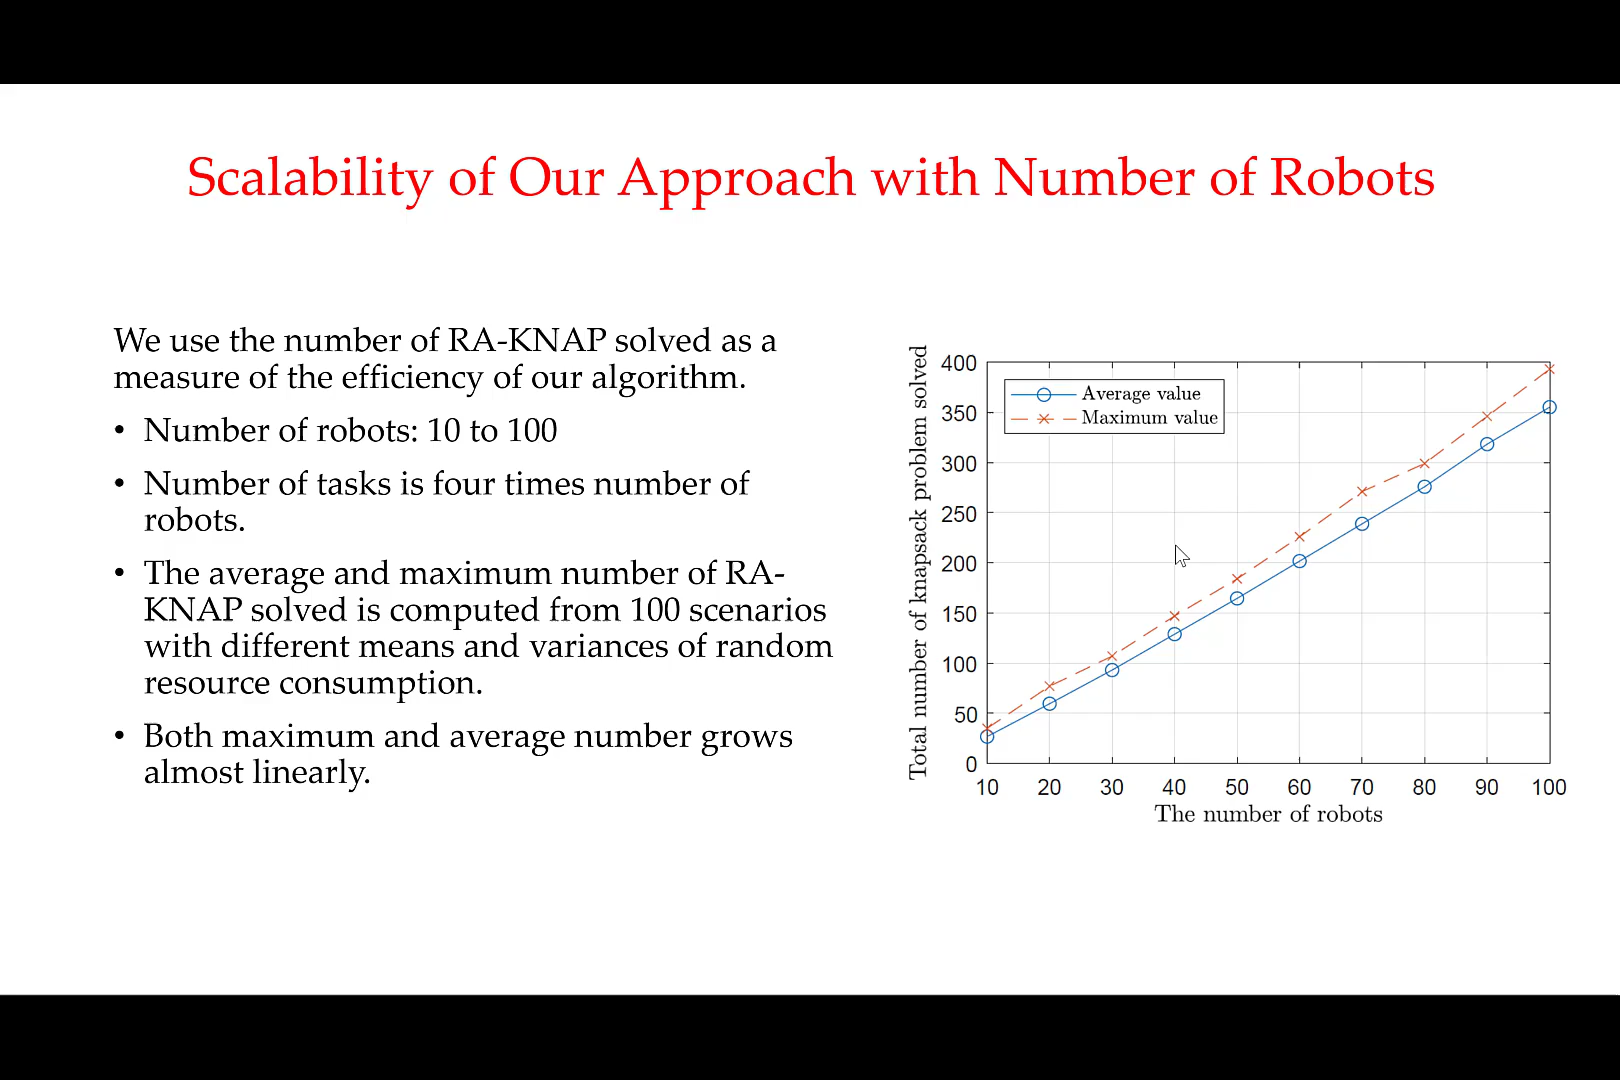 Scalability of Our Approach with Number of Robots
We use the number of RA-KNAP solved as a
measure of the efficiency of our algorithm.
• Number of robots: 10 to 100
• Number of tasks is four times number of
robots.
• The average and maximum number of RA-
KNAP solved is computed from 100 scenarios
with different means and variances of random
resource consumption.
• Both maximum and average number grows
almost linearly.
Total number of knapsack problem solved
400
350
300
250
200
150
100
50
0
Average value
Maximum value
10 20 30 40 50 60 70 80 90 100
The number of robots